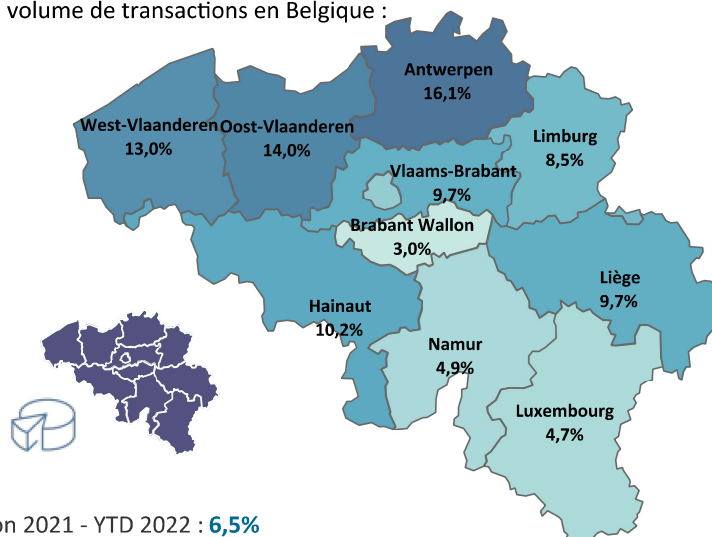 volume de transactions en Belgique :
Antwerpen
16,1%
West-Vlaanderen
13,0%
Oost-Vlaanderen
14,0%
Limburg
8,5%
Vlaams-Brabant
9,7%
Brabant Wallon
3,0%
Liège
9,7%
Hainaut
10,2%
Namur
4,9%
Luxembourg
4,7%
2021 - YTD 2022 : 6,5%